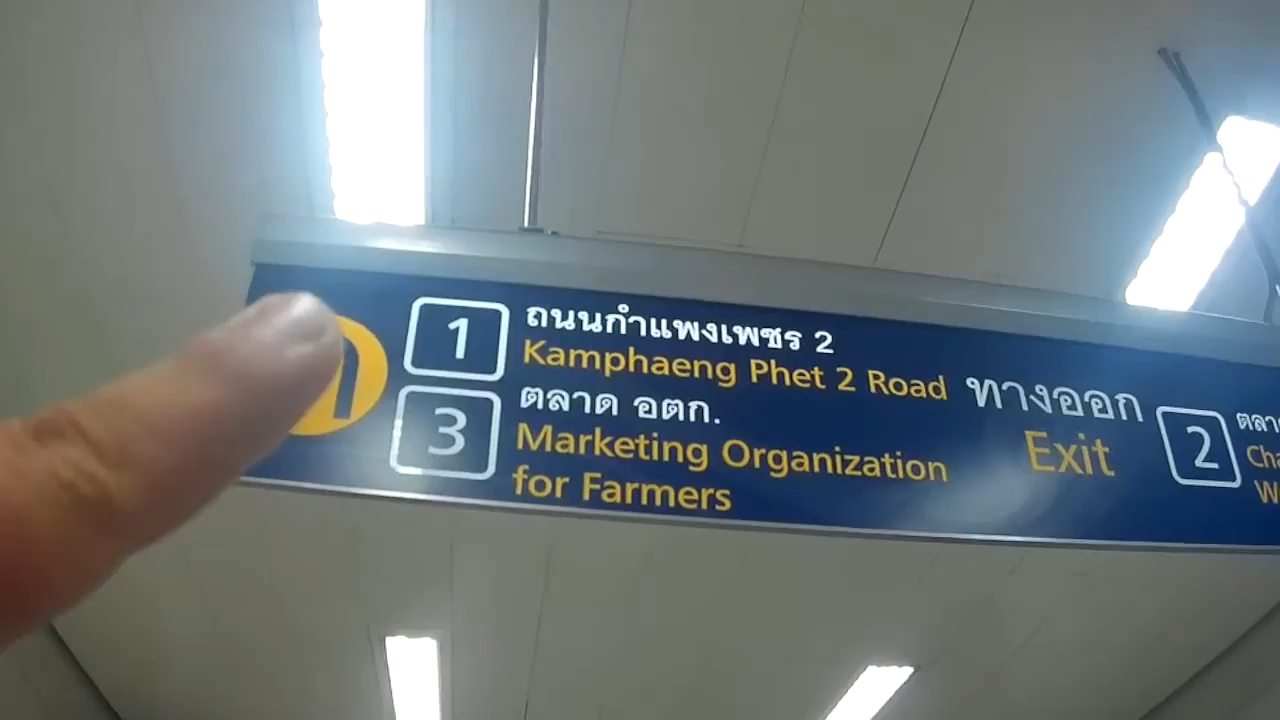 1
ถนนกำแพงเพชร 2
Kamphaeng Phet 2 Road
3
ตลาด อตก.
Marketing Organization
for Farmers
ทางออก
Exit
2